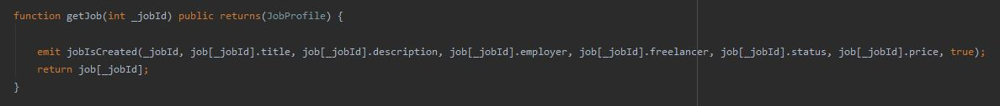 function getJob(int _jobId) public returns(JobProfile) {
emit jobIsCreated(_jobId, job[_jobId].title, job[_jobId].description, job[_jobId].employer, job[_jobId].freelancer, job[_jobId].status, job[_jobId].price, true);
return job[_jobId];
}